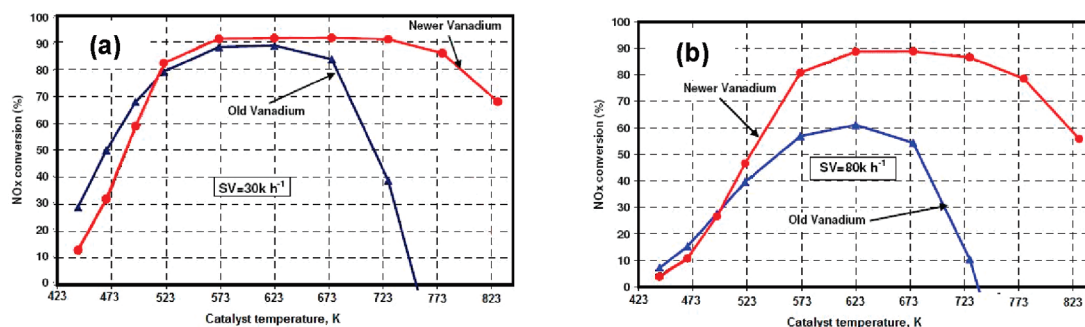 (a)
Newer Vanadium
Old Vanadium
SV=30k h⁻¹
NOx conversion (%)
100
90
80
70
60
50
40
30
20
10
0
423 473 523 573 623 673 723 773 823
Catalyst temperature, K
(b)
Newer Vanadium
SV=80k h⁻¹
Old Vanadium
NOx conversion (%)
100
90
80
70
60
50
40
30
20
10
0
423 473 523 573 623 673 723 773 823
Catalyst temperature, K